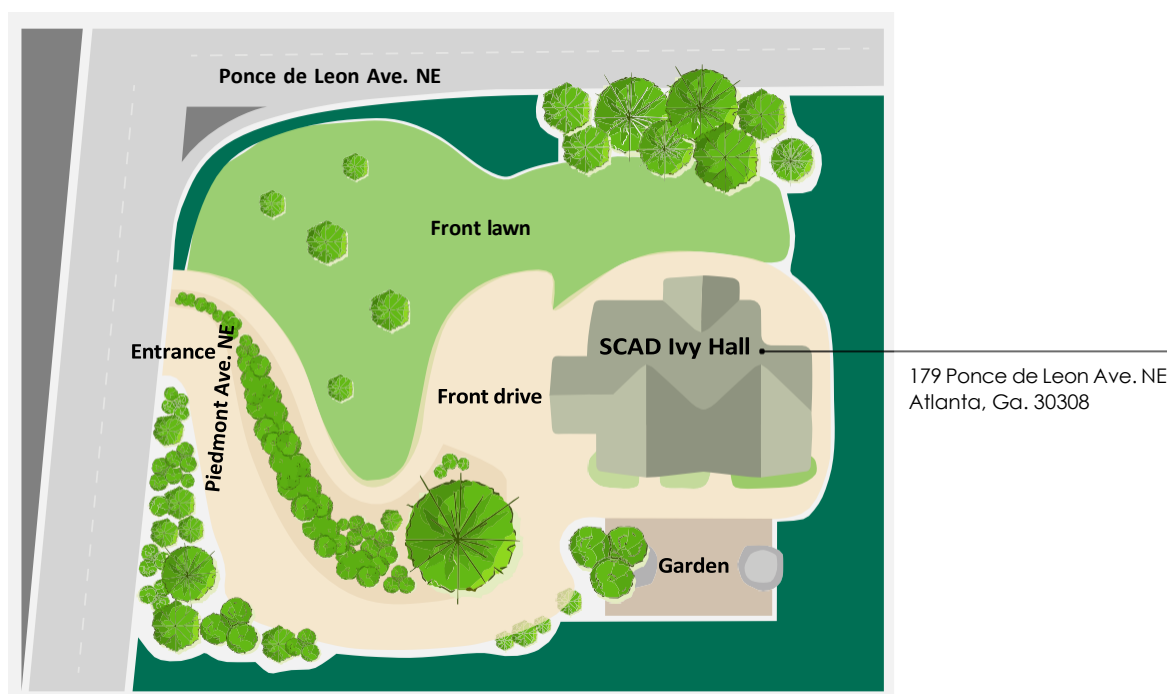 Ponce de Leon Ave. NE
Front lawn
SCAD Ivy Hall
Entrance
Piedmont Ave. NE
Front drive
179 Ponce de Leon Ave. NE
Atlanta, Ga. 30308
Garden